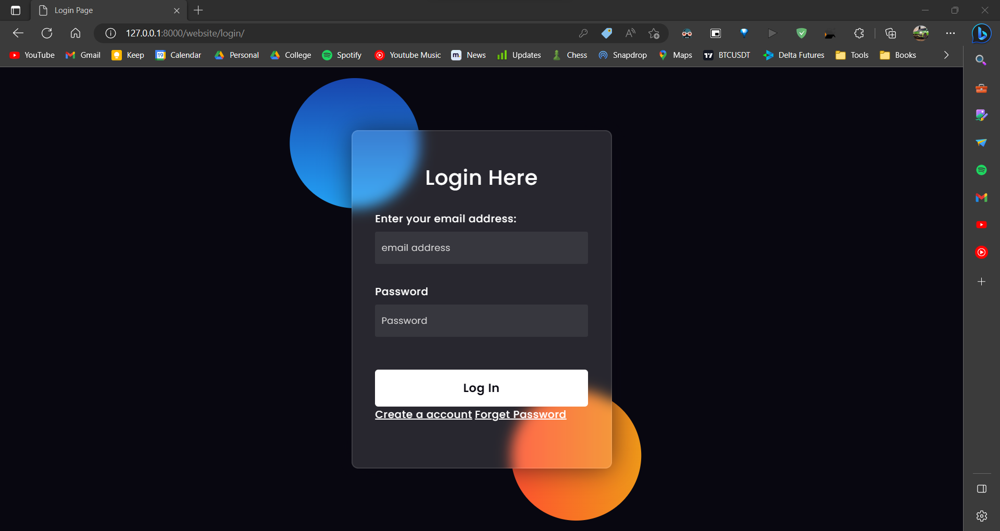 Login Page
127.0.0.1:8000/website/login/
YouTube Gmail Keep 19 Calendar Personal College Spotify Youtube Music m. News Updates Chess Snapdrop Maps BTCUSDT Delta Futures Tools Books
Login Here
Enter your email address:
email address
Password
Password
Log In
Create a account Forget Password